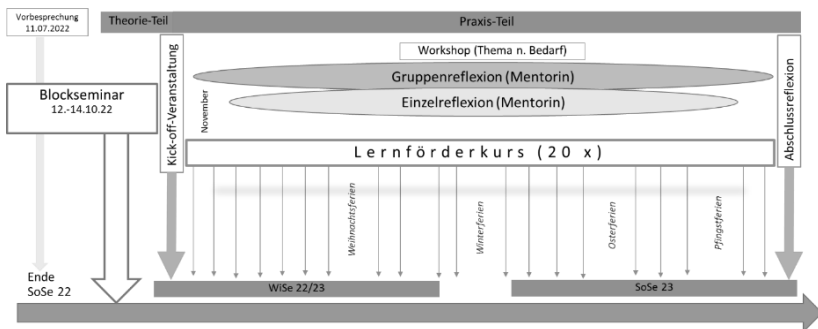 Vorbesprechung
11.07.2022
Theorie-Teil
Praxis-Teil
Blockseminar
12.-14.10.22
Kick-off-Veranstaltung
November
Workshop (Thema n. Bedarf)
Gruppenreflexion (Mentorin)
Einzelreflexion (Mentorin)
Lernförderkurs (20 x)
Abschlussreflexion
Weihnachtsferien
Winterferien
Osterferien
Pfingstferien
Ende
SoSe 22
WiSe 22/23
SoSe 23